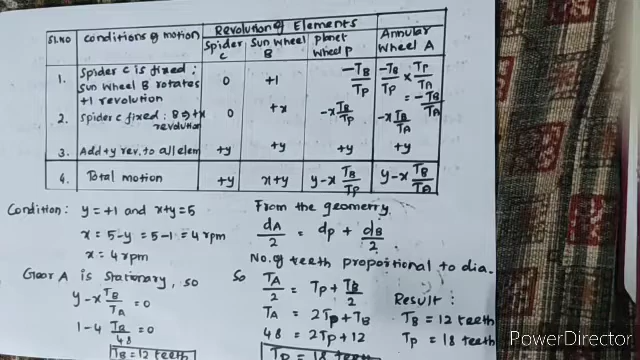 Revolution of Elements
Sl.NO Conditions of motion Spider C Sun Wheel B Planet Wheel P Annular Wheel A
1. Spider C is fixed; Sun Wheel B rotates +1 revolution 0 +1 -TB/TP -TB/TP × TP/TA = -TB/TA
2. Spider C fixed; B → +x revolution 0 +x -x TB/TP -x TB/TA
3. Add +y rev. to all elem +y +y +y +y
4. Total motion +y x+y y-x TB/TP y-x TB/TA
Condition: y = +1 and x+y = 5
x = 5-y = 5-1 = 4 rpm
x = 4 rpm
Gear A is Stationary, so
y - x TB/TA = 0
1 - 4 TB/48 = 0
TB = 12 teeth
From the geometry
dA/2 = dp + dB/2
No. of teeth proportional to dia.
So TA/2 = TP + TB/2
TA = 2TP + TB
48 = 2TP + 12
TP = 18 teeth
Result:
TB = 12 teeth
TP = 18 teeth
PowerDirector